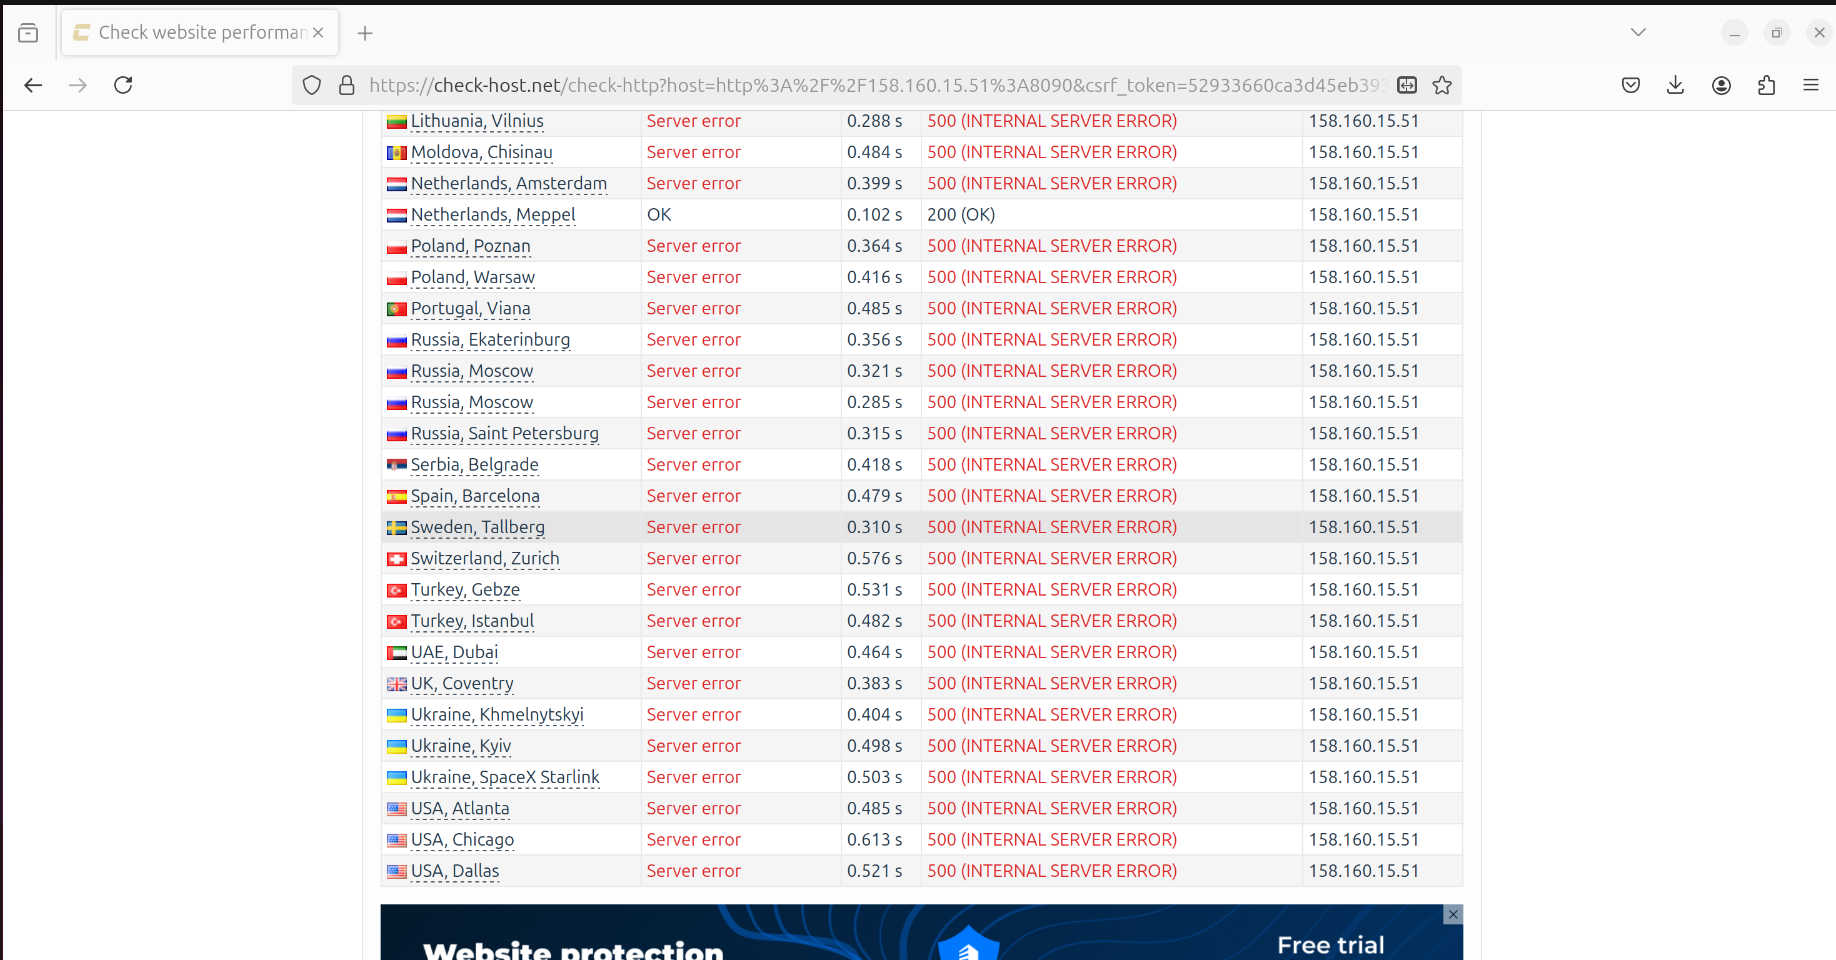 Check website performan
https://check-host.net/check-http?host=http%3A%2F%2F158.160.15.51%3A8090&csrf_token=52933660ca3d45eb393
Lithuania, Vilnius Server error 0.288 s 500 (INTERNAL SERVER ERROR) 158.160.15.51
Moldova, Chisinau Server error 0.484 s 500 (INTERNAL SERVER ERROR) 158.160.15.51
Netherlands, Amsterdam Server error 0.399 s 500 (INTERNAL SERVER ERROR) 158.160.15.51
Netherlands, Meppel OK 0.102 s 200 (OK) 158.160.15.51
Poland, Poznan Server error 0.364 s 500 (INTERNAL SERVER ERROR) 158.160.15.51
Poland, Warsaw Server error 0.416 s 500 (INTERNAL SERVER ERROR) 158.160.15.51
Portugal, Viana Server error 0.485 s 500 (INTERNAL SERVER ERROR) 158.160.15.51
Russia, Ekaterinburg Server error 0.356 s 500 (INTERNAL SERVER ERROR) 158.160.15.51
Russia, Moscow Server error 0.321 s 500 (INTERNAL SERVER ERROR) 158.160.15.51
Russia, Moscow Server error 0.285 s 500 (INTERNAL SERVER ERROR) 158.160.15.51
Russia, Saint Petersburg Server error 0.315 s 500 (INTERNAL SERVER ERROR) 158.160.15.51
Serbia, Belgrade Server error 0.418 s 500 (INTERNAL SERVER ERROR) 158.160.15.51
Spain, Barcelona Server error 0.479 s 500 (INTERNAL SERVER ERROR) 158.160.15.51
Sweden, Tallberg Server error 0.310 s 500 (INTERNAL SERVER ERROR) 158.160.15.51
Switzerland, Zurich Server error 0.576 s 500 (INTERNAL SERVER ERROR) 158.160.15.51
Turkey, Gebze Server error 0.531 s 500 (INTERNAL SERVER ERROR) 158.160.15.51
Turkey, Istanbul Server error 0.482 s 500 (INTERNAL SERVER ERROR) 158.160.15.51
UAE, Dubai Server error 0.464 s 500 (INTERNAL SERVER ERROR) 158.160.15.51
UK, Coventry Server error 0.383 s 500 (INTERNAL SERVER ERROR) 158.160.15.51
Ukraine, Khmelnytskyi Server error 0.404 s 500 (INTERNAL SERVER ERROR) 158.160.15.51
Ukraine, Kyiv Server error 0.498 s 500 (INTERNAL SERVER ERROR) 158.160.15.51
Ukraine, SpaceX Starlink Server error 0.503 s 500 (INTERNAL SERVER ERROR) 158.160.15.51
USA, Atlanta Server error 0.485 s 500 (INTERNAL SERVER ERROR) 158.160.15.51
USA, Chicago Server error 0.613 s 500 (INTERNAL SERVER ERROR) 158.160.15.51
USA, Dallas Server error 0.521 s 500 (INTERNAL SERVER ERROR) 158.160.15.51
Website protection Free trial